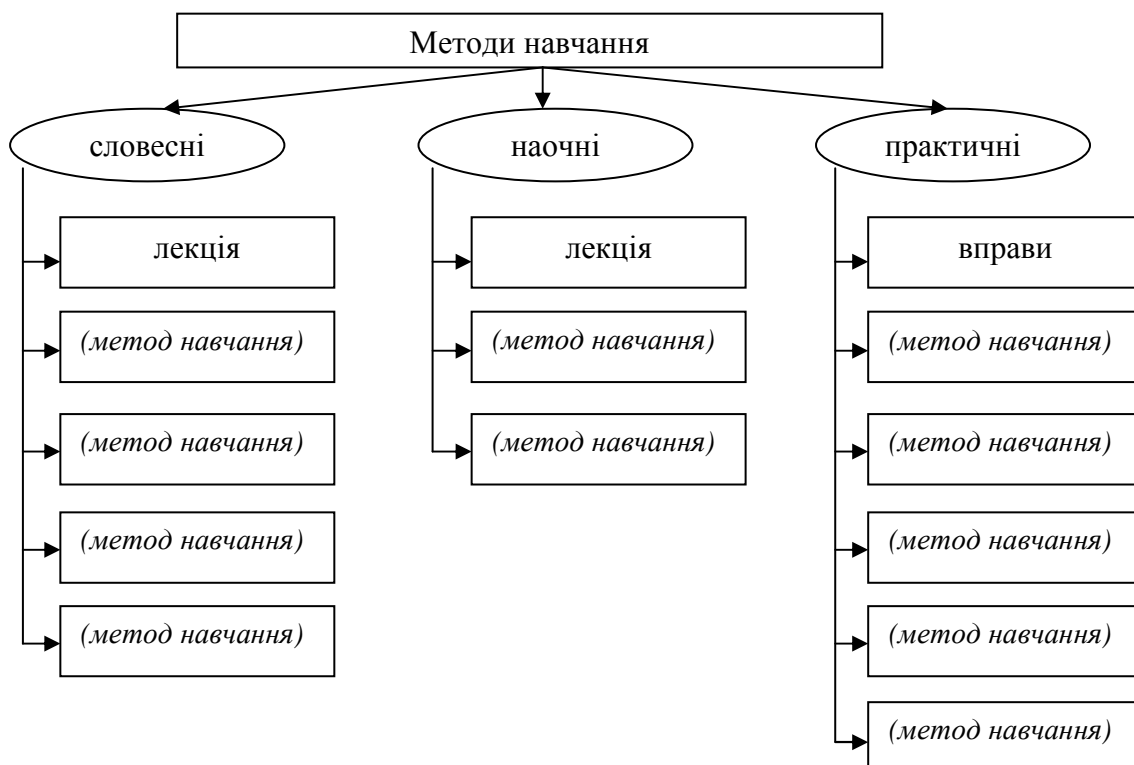 Методи навчання
словесні
наочні
практичні
лекція
лекція
вправи
(метод навчання)
(метод навчання)
(метод навчання)
(метод навчання)
(метод навчання)
(метод навчання)
(метод навчання)
(метод навчання)
(метод навчання)
(метод навчання)
(метод навчання)